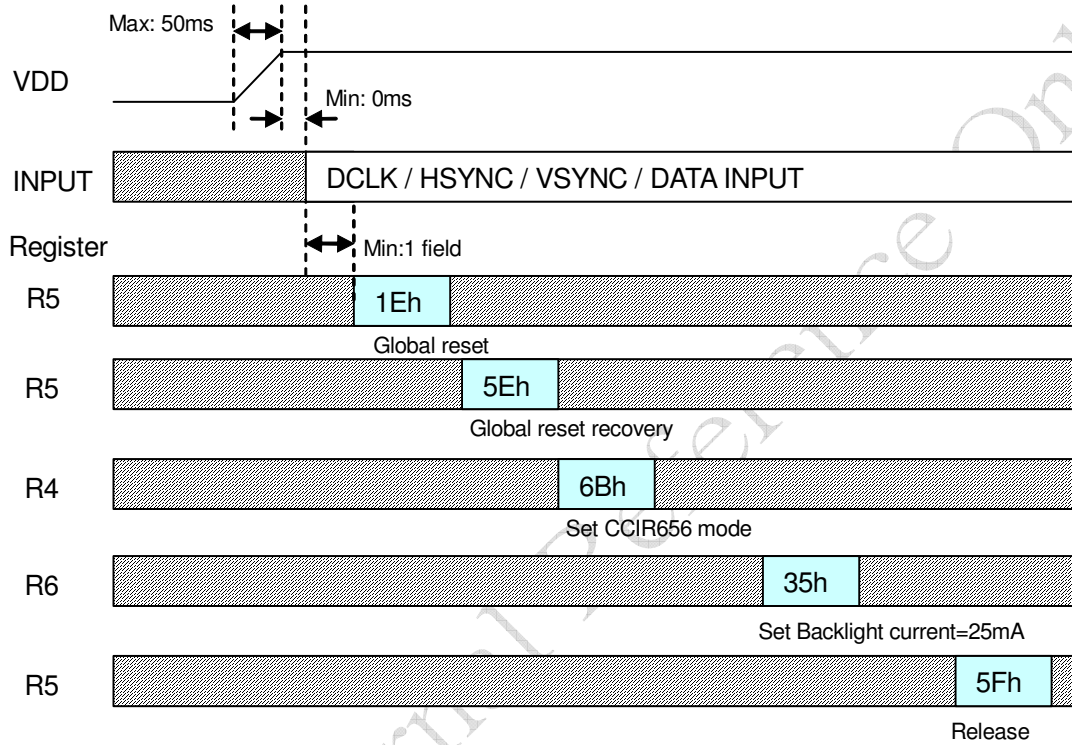 Max: 50ms
VDD
Min: 0ms
INPUT
DCLK / HSYNC / VSYNC / DATA INPUT
Register
Min:1 field
R5
1Eh
Global reset
R5
5Eh
Global reset recovery
R4
6Bh
Set CCIR656 mode
R6
35h
Set Backlight current=25mA
R5
5Fh
Release